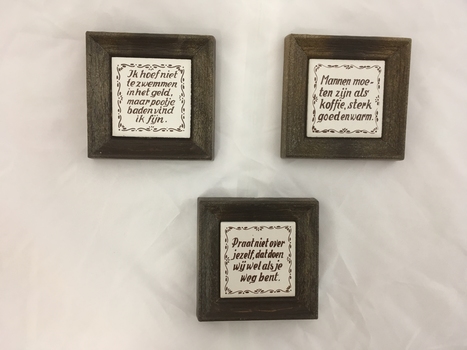 Ik hoef niet
te zwemmen
in het geld,
maar pootje
baden vind
ik fijn.
Mannen moe-
ten zijn als
koffie, sterk
goed en warm.
Praat niet over
jezelf, dat doen
wij wel als je
weg bent.